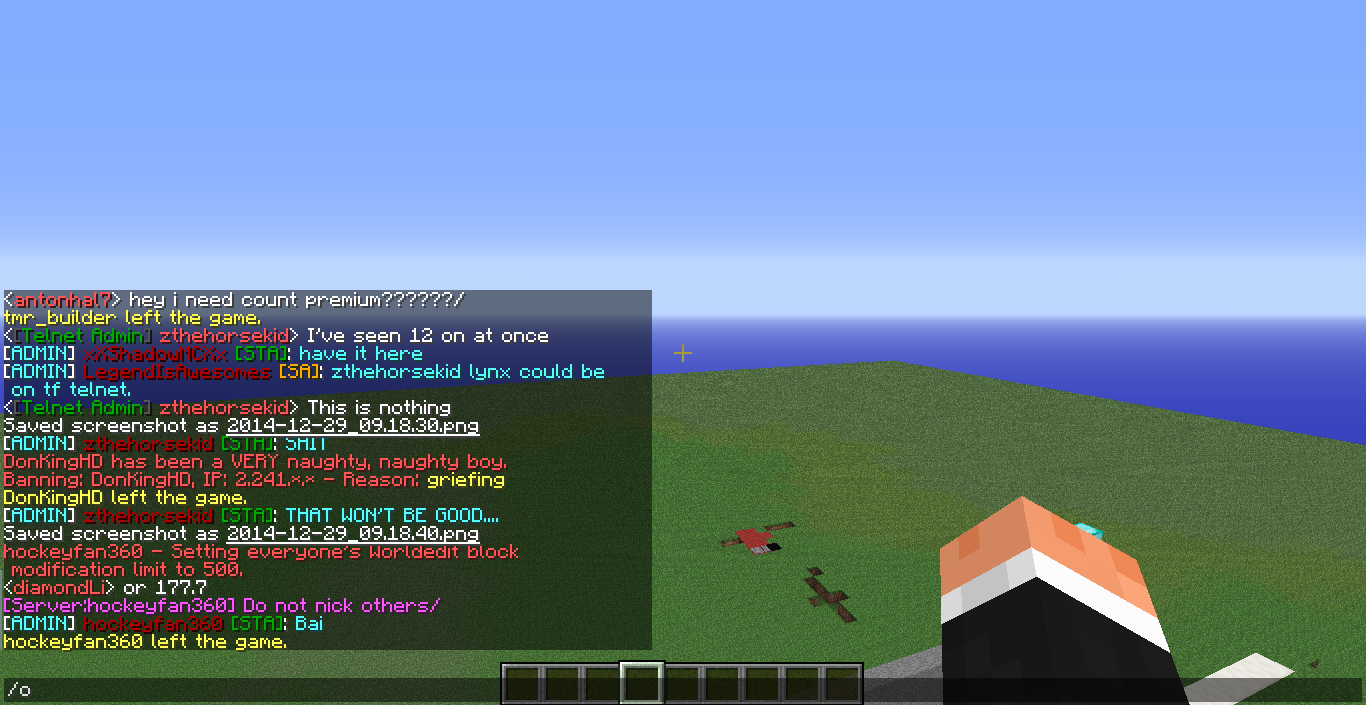 <antonhal7> hey i need count premium??????/
tmr_builder left the game.
<[Telnet Admin] zthehorsekid> I've seen 12 on at once
[ADMIN] xXShadowMCXx [STA]: have it here
[ADMIN] LegendIsAwesomes [SA]: zthehorsekid lynx could be
on tf telnet.
<[Telnet Admin] zthehorsekid> This is nothing
Saved screenshot as 2014-12-29_09.18.30.png
[ADMIN] zthehorsekid [STA]: SAIT
DonKingHD has been a VERY naughty, naughty boy.
Banning: DonKingHD, IP: 2.241.*.* - Reason: griefing
DonKingHD left the game.
[ADMIN] zthehorsekid [STA]: THAT WON'T BE GOOD....
Saved screenshot as 2014-12-29_09.18.40.png
hockeyfan360 - Setting everyone's Worldedit block
modification limit to 500.
<diamondLi> or 177.7
[Server:hockeyfan360] Do not nick others/
[ADMIN] hockeyfan360 [STA]: Bai
hockeyfan360 left the game.
/o